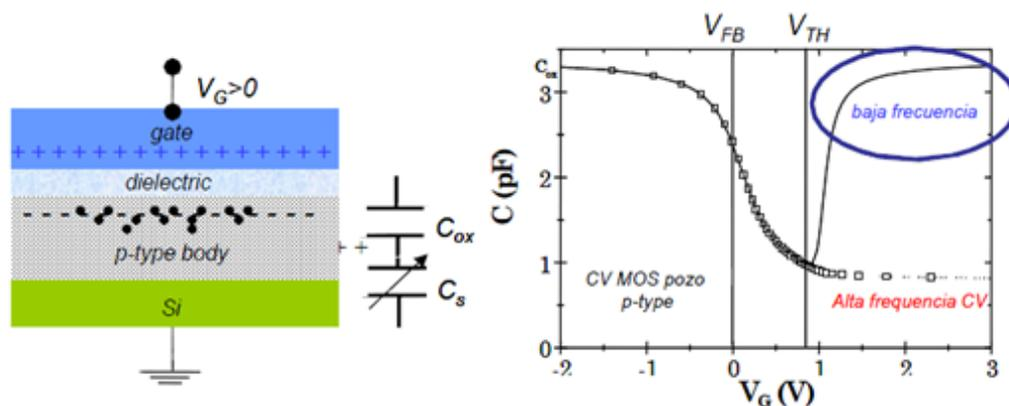 V_G>0
gate
+ + + + + + + + + + + + + + +
dielectric
p-type body
Si
+ +
C_ox
C_s
V_FB
V_TH
C_ox
3
2
1
0
C (pF)
baja frecuencia
CV MOS pozo
p-type
Alta frequencia CV
-2
-1
0
1
2
3
V_G (V)